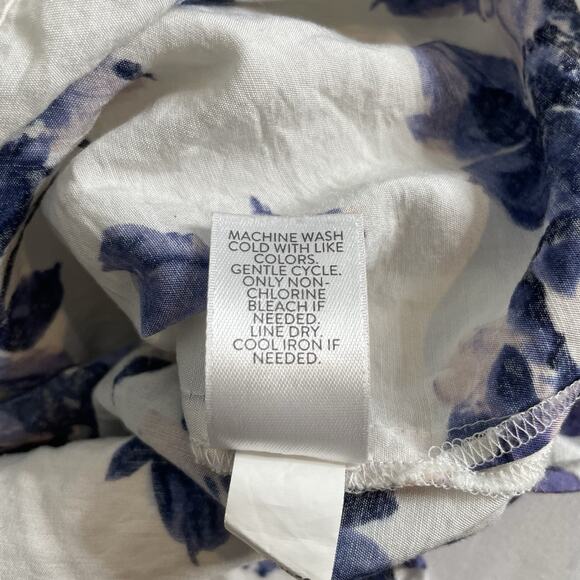 MACHINE WASH
COLD WITH LIKE
COLORS.
GENTLE CYCLE.
ONLY NON-
CHLORINE
BLEACH IF
NEEDED.
LINE DRY.
COOL IRON IF
NEEDED.